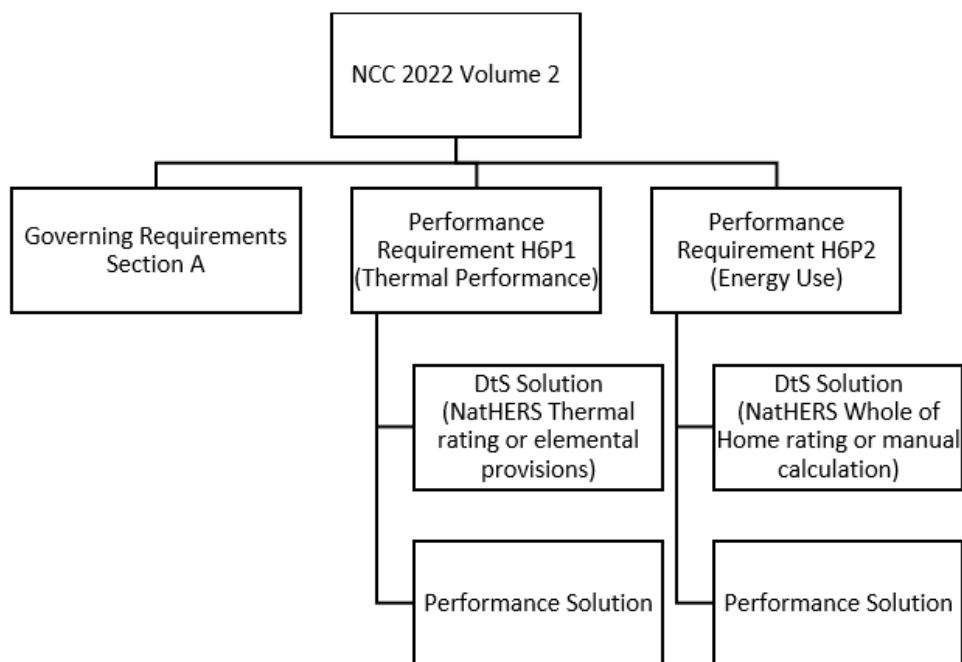 NCC 2022 Volume 2
Governing Requirements
Section A
Performance
Requirement H6P1
(Thermal Performance)
Performance
Requirement H6P2
(Energy Use)
DtS Solution
(NatHERS Thermal
rating or elemental
provisions)
DtS Solution
(NatHERS Whole of
Home rating or manual
calculation)
Performance Solution
Performance Solution